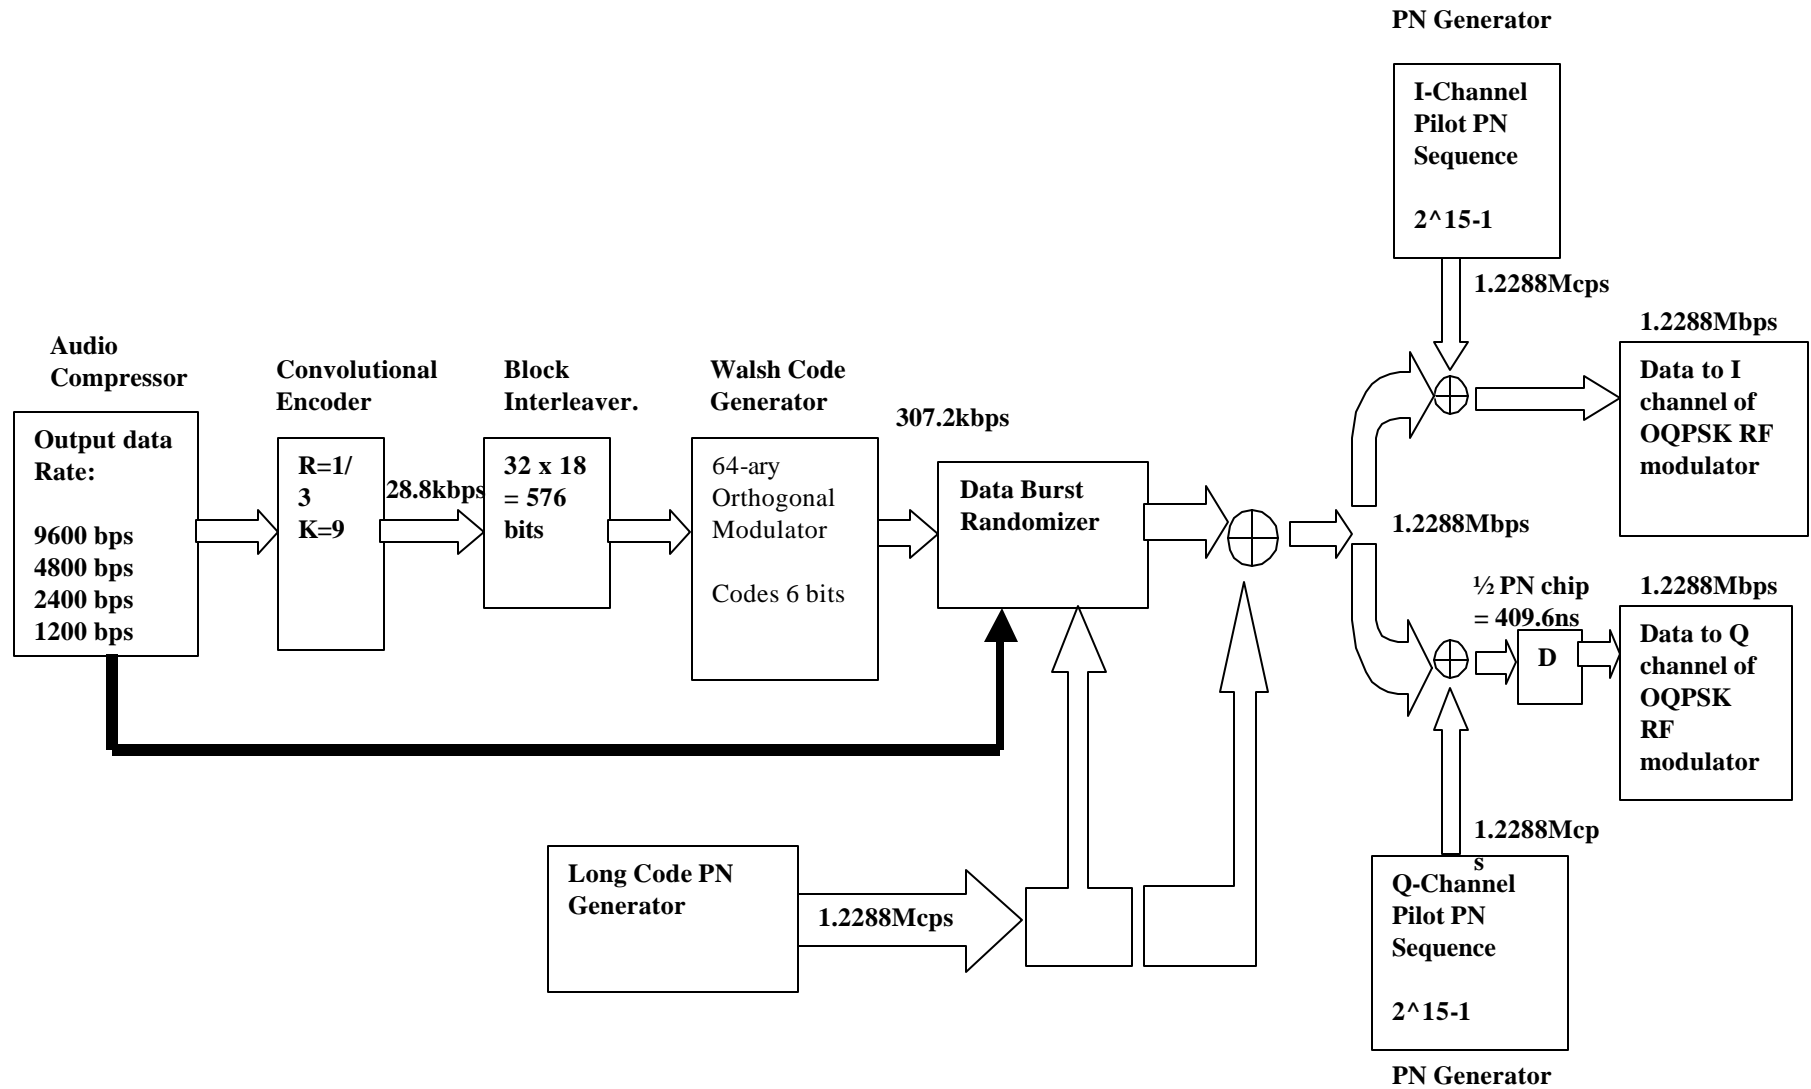 PN Generator
I-Channel
Pilot PN
Sequence
2^15-1
1.2288Mcps
1.2288Mbps
Audio
Compressor
Convolutional
Encoder
Block
Interleaver.
Walsh Code
Generator
307.2kbps
Data to I
channel of
OQPSK RF
modulator
Output data
Rate:
9600 bps
4800 bps
2400 bps
1200 bps
R=1/
3
K=9
28.8kbps
32 x 18
= 576
bits
64-ary
Orthogonal
Modulator
Codes 6 bits
Data Burst
Randomizer
1.2288Mbps
½ PN chip
= 409.6ns
D
1.2288Mbps
Data to Q
channel of
OQPSK
RF
modulator
Long Code PN
Generator
1.2288Mcps
1.2288Mcp
s
Q-Channel
Pilot PN
Sequence
2^15-1
PN Generator